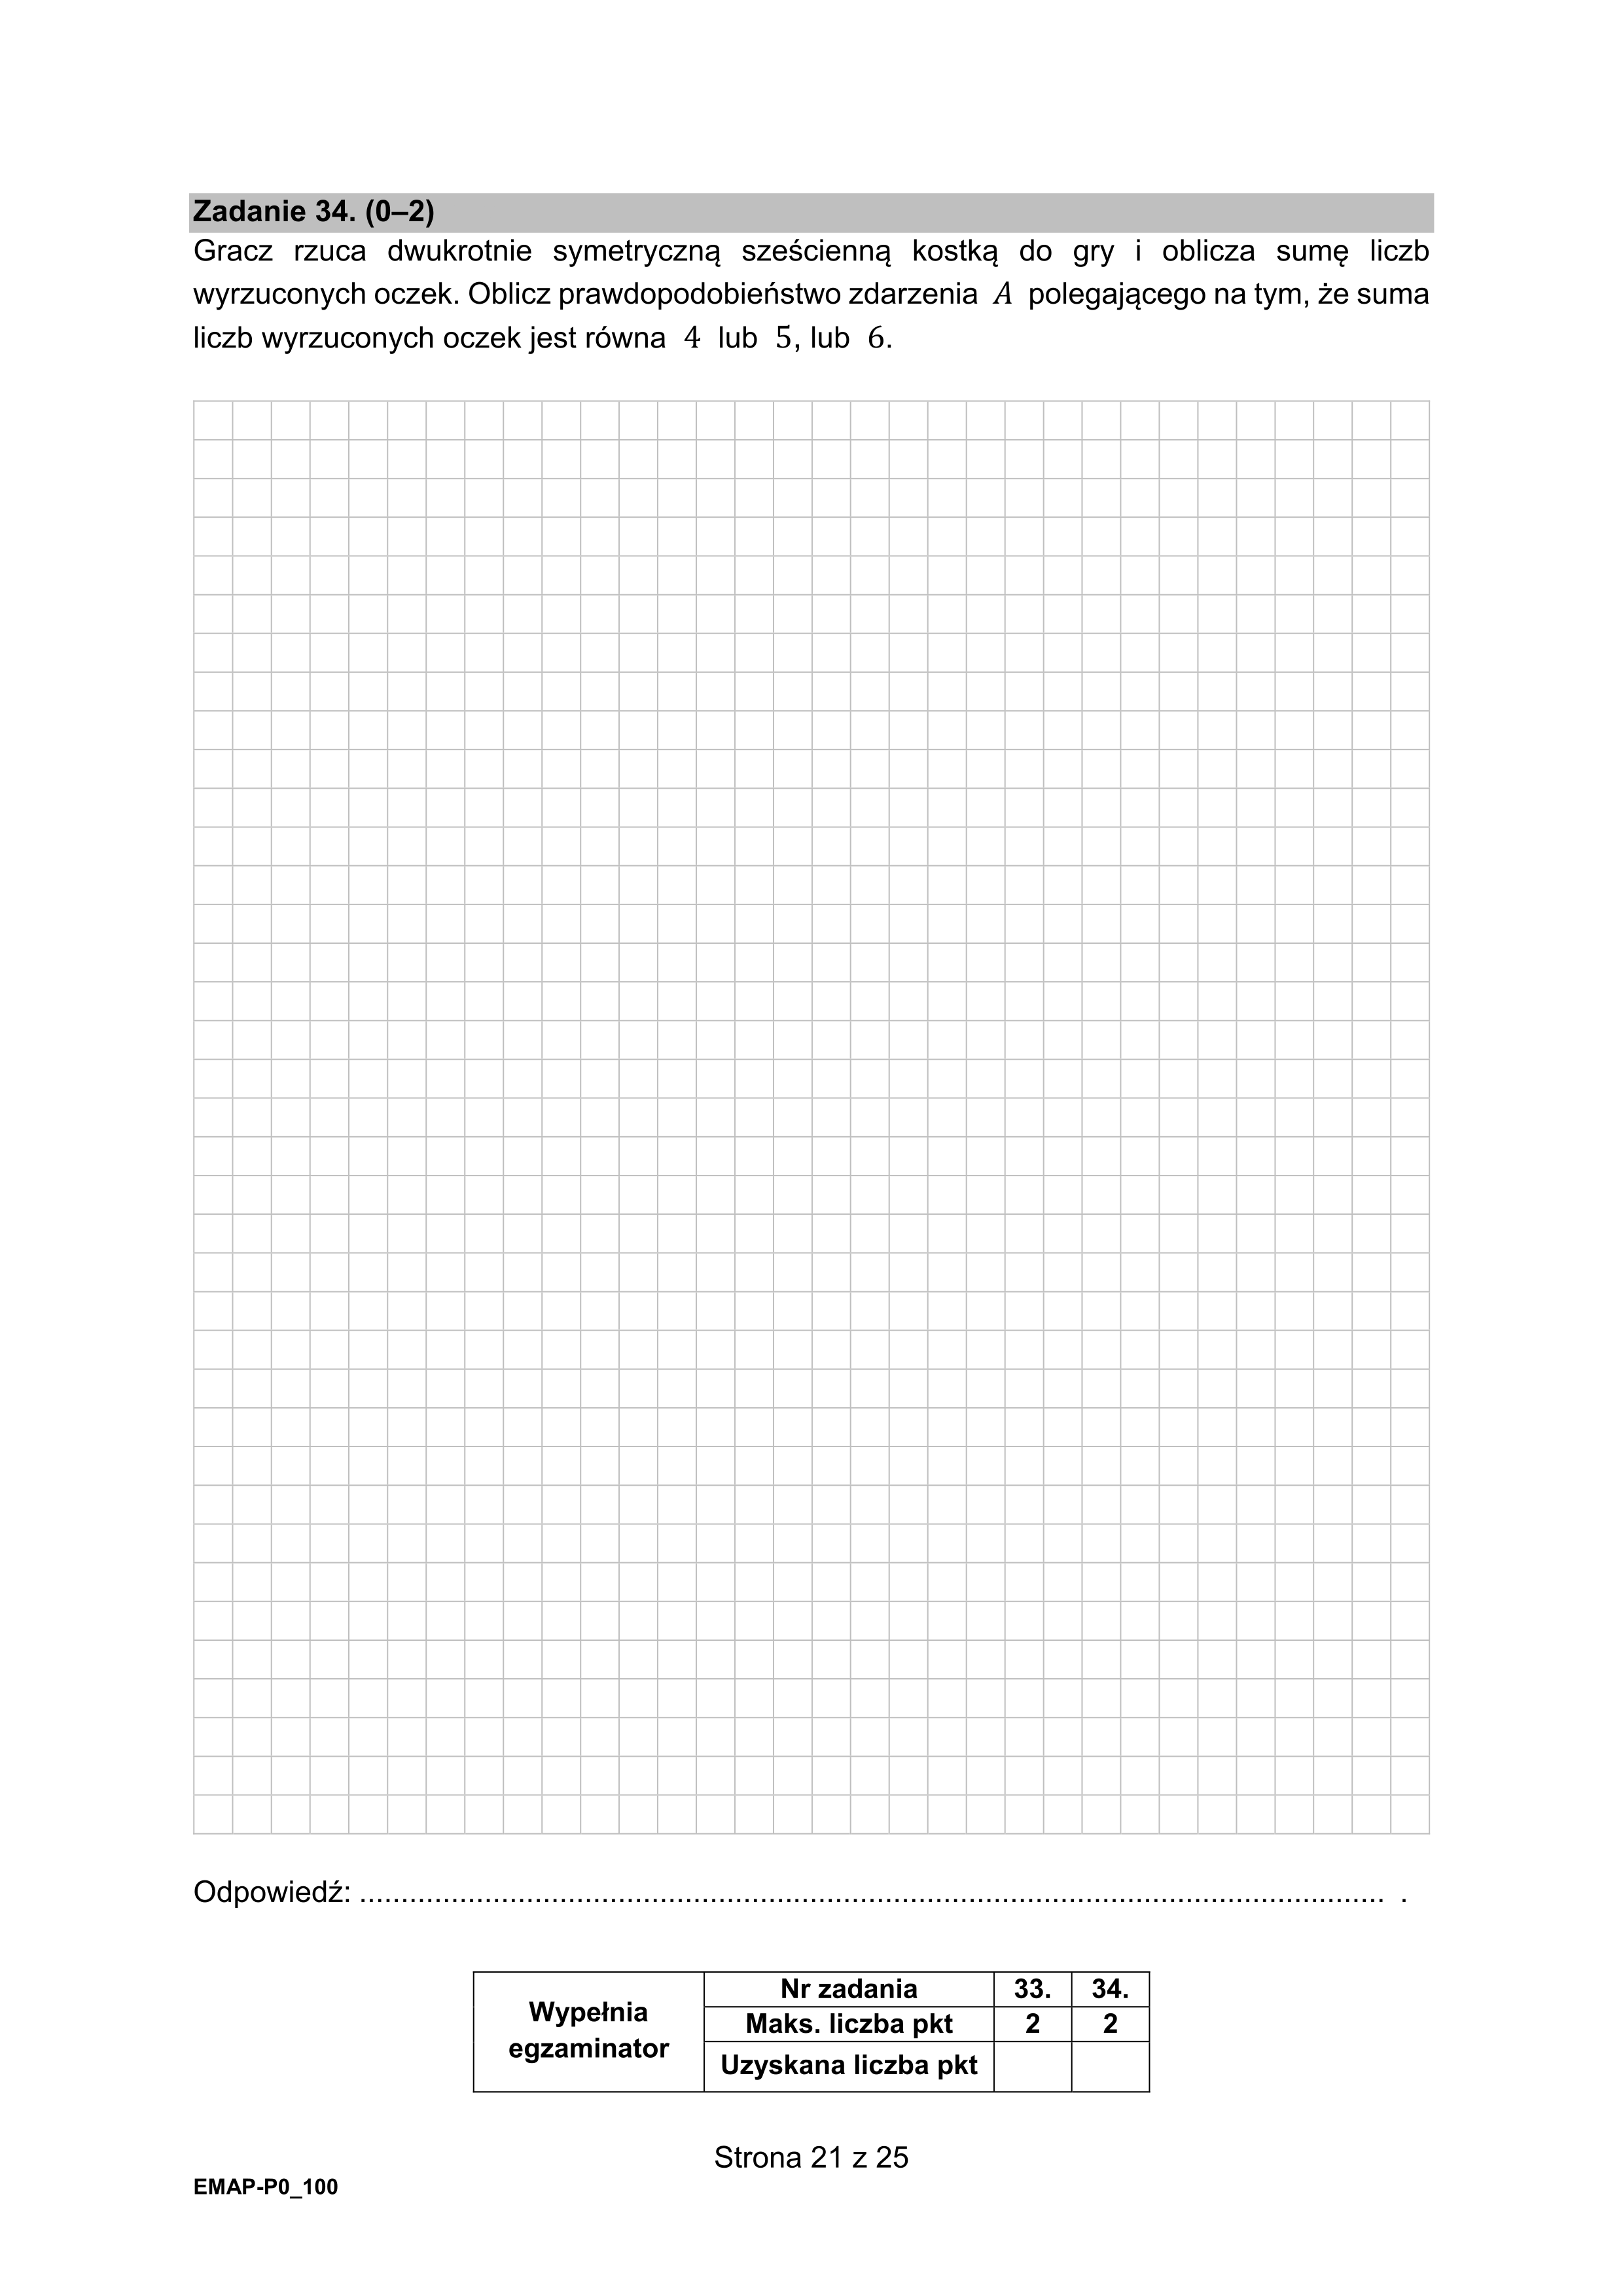 Zadanie 34. (0–2)
Gracz rzuca dwukrotnie symetryczną sześcienną kostką do gry i oblicza sumę liczb
wyrzuconych oczek. Oblicz prawdopodobieństwo zdarzenia A polegającego na tym, że suma
liczb wyrzuconych oczek jest równa 4 lub 5, lub 6.
Odpowiedź: ............................................................................................................................ .
Wypełnia
egzaminator
Nr zadania 33. 34.
Maks. liczba pkt 2 2
Uzyskana liczba pkt
Strona 21 z 25
EMAP-P0_100